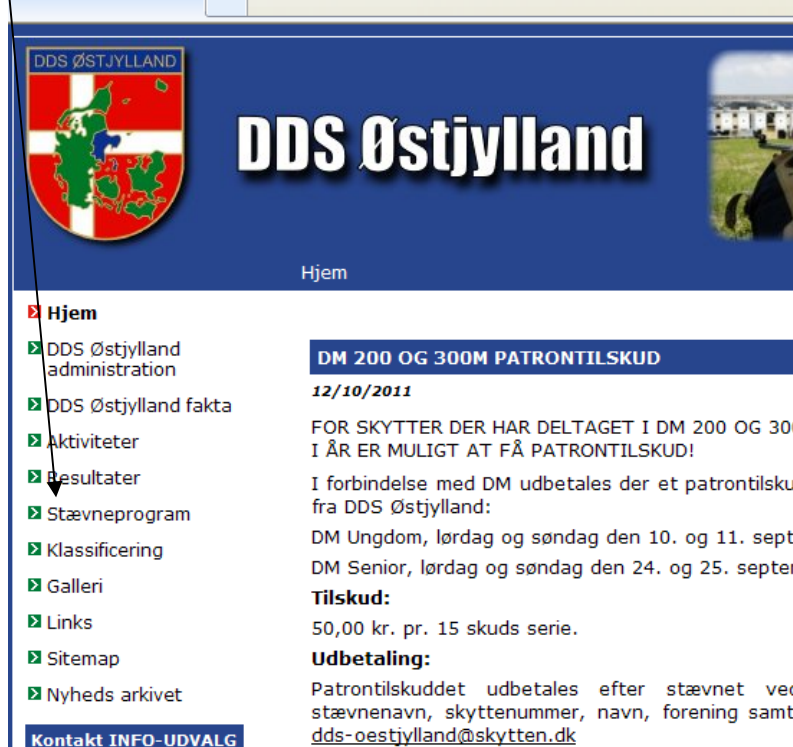 DDS ØSTJYLLAND
DDS Østjylland
Hjem
Hjem
DDS Østjylland
administration
DDS Østjylland fakta
Aktiviteter
Resultater
Stævneprogram
Klassificering
Galleri
Links
Sitemap
Nyheds arkivet
Kontakt INFO-UDVALG
DM 200 OG 300M PATRONTILSKUD
12/10/2011
FOR SKYTTER DER HAR DELTAGET I DM 200 OG 300
I ÅR ER MULIGT AT FÅ PATRONTILSKUD!
I forbindelse med DM udbetales der et patrontilsku
fra DDS Østjylland:
DM Ungdom, lørdag og søndag den 10. og 11. sept
DM Senior, lørdag og søndag den 24. og 25. septe
Tilskud:
50,00 kr. pr. 15 skuds serie.
Udbetaling:
Patrontilskuddet udbetales efter stævnet ved
stævnenavn, skyttenummer, navn, forening samt
dds-oestjylland@skytten.dk